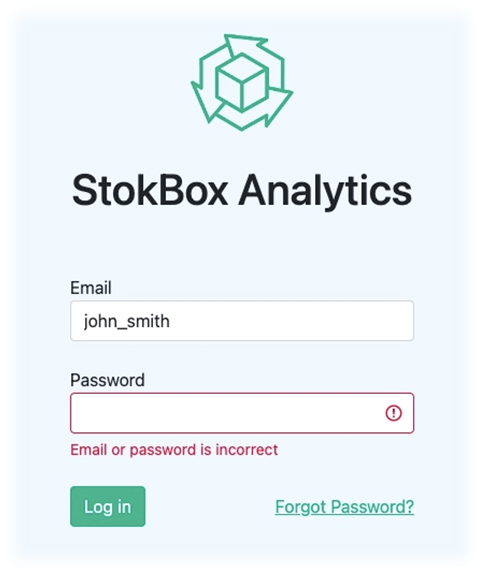 StokBox Analytics
Email
john_smith
Password
Email or password is incorrect
Log in
Forgot Password?